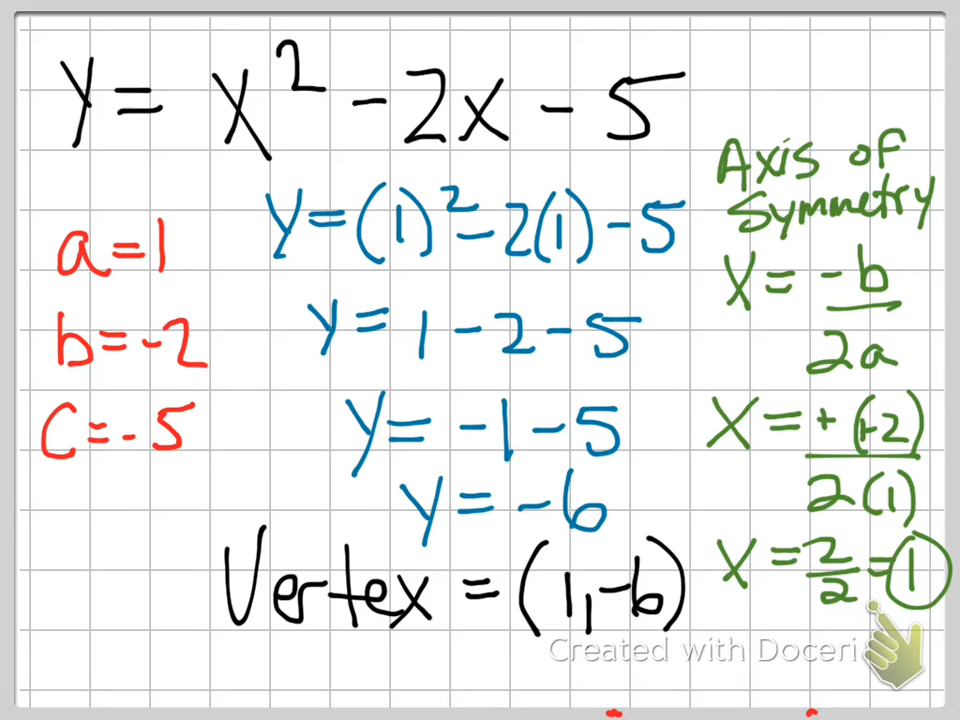 y = x² - 2x - 5
a = 1
b = -2
c = -5
y = (1)² - 2(1) - 5
y = 1 - 2 - 5
y = -1 - 5
y = -6
Vertex = (1, -6)
Axis of
Symmetry
x = -b
2a
x = + (+2)
2(1)
x = 2/2 = 1
Created with Doceri